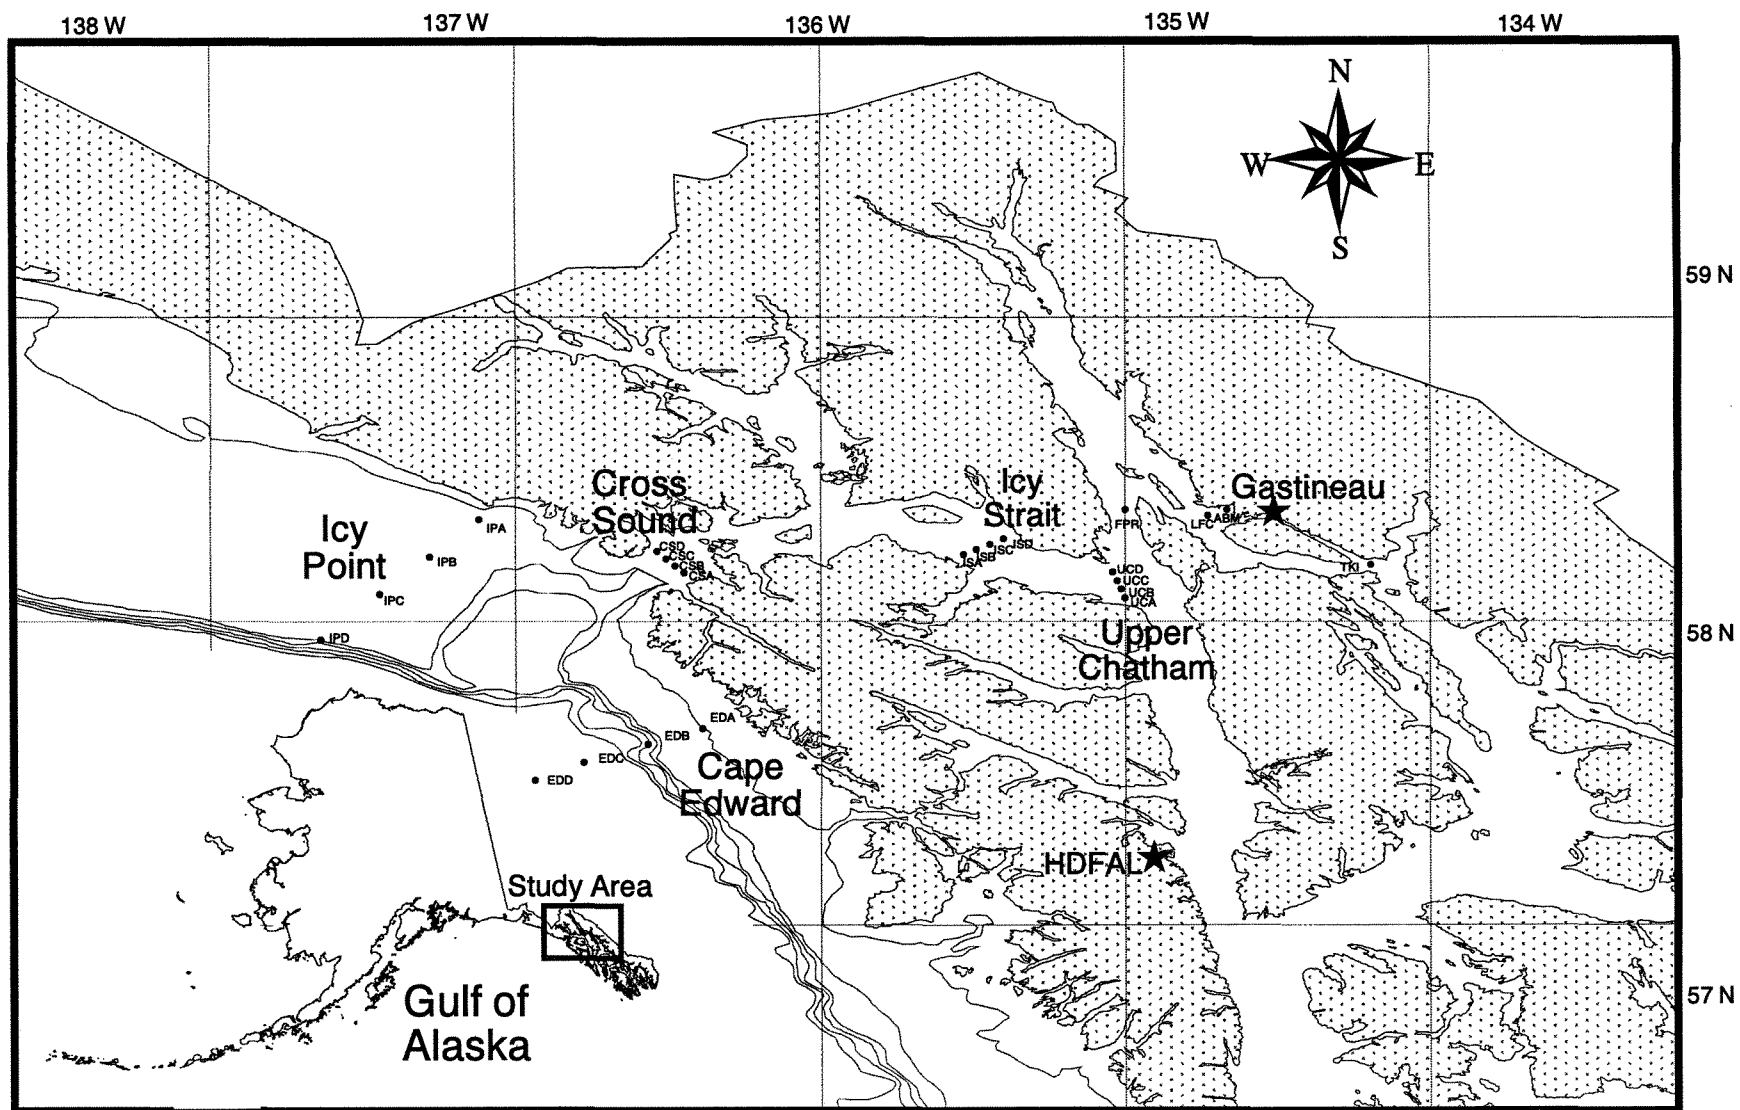 138 W
137 W
136 W
135 W
134 W
N
W
E
S
59 N
58 N
57 N
Cross
Sound
Icy
Strait
Gastineau
Icy
Point
IPA
IPB
IPC
IPD
CSD
CSC
CSB
CSA
ISA
ISB
ISC
ISD
FPR
LFC
ABM
TKI
UCD
UCC
UCB
UCA
Upper
Chatham
EDA
EDB
EDC
EDD
Cape
Edward
HDFAL
Study Area
Gulf of
Alaska